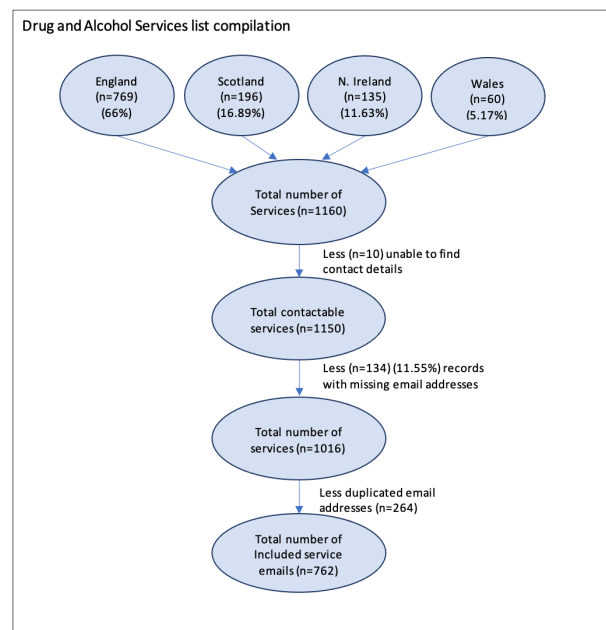 Drug and Alcohol Services list compilation
England
(n=769)
(66%)
Scotland
(n=196)
(16.89%)
N. Ireland
(n=135)
(11.63%)
Wales
(n=60)
(5.17%)
Total number of
Services (n=1160)
Less (n=10) unable to find
contact details
Total contactable
services (n=1150)
Less (n=134) (11.55%) records
with missing email addresses
Total number of
services (n=1016)
Less duplicated email
addresses (n=264)
Total number of
Included service
emails (n=762)